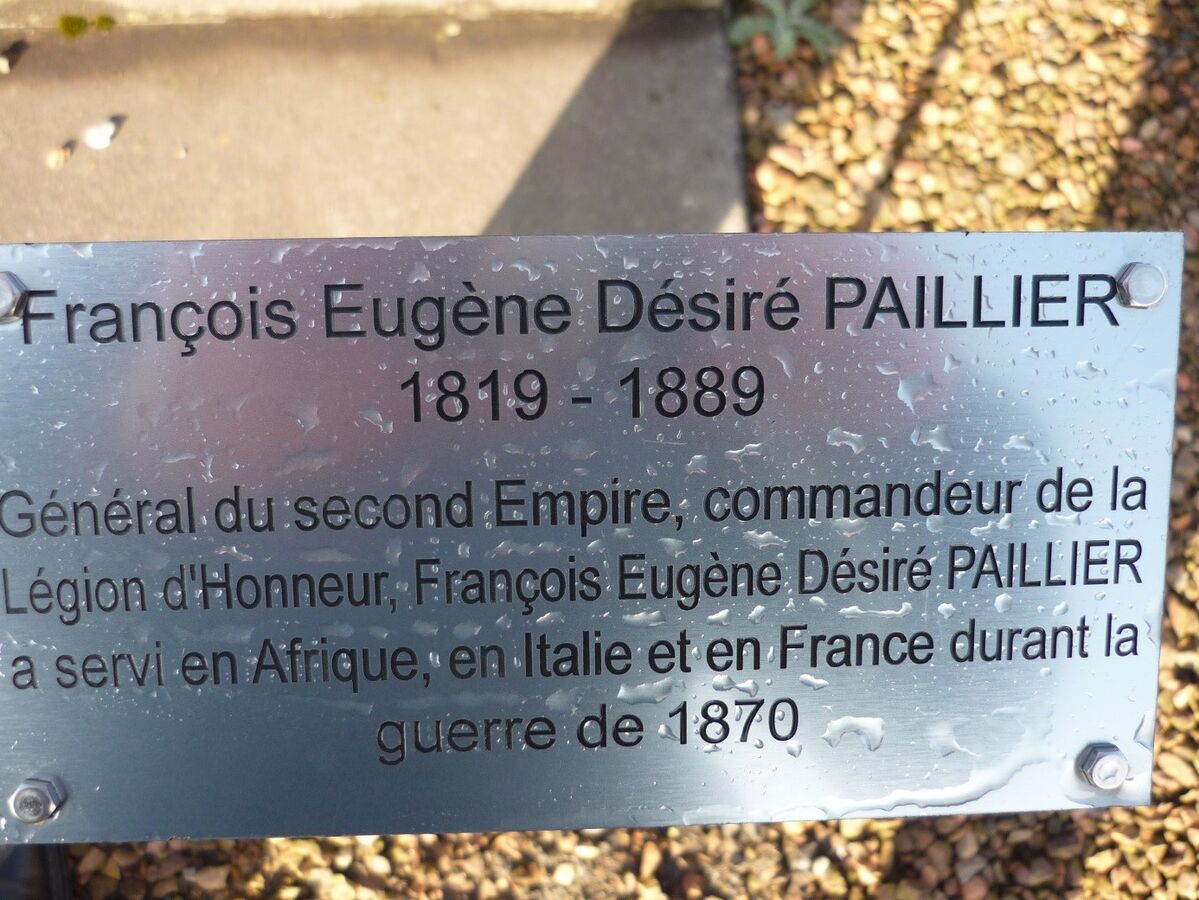 François Eugène Désiré PAILLIER
1819 - 1889
Général du second Empire, commandeur de la
Légion d'Honneur, François Eugène Désiré PAILLIER
a servi en Afrique, en Italie et en France durant la
guerre de 1870